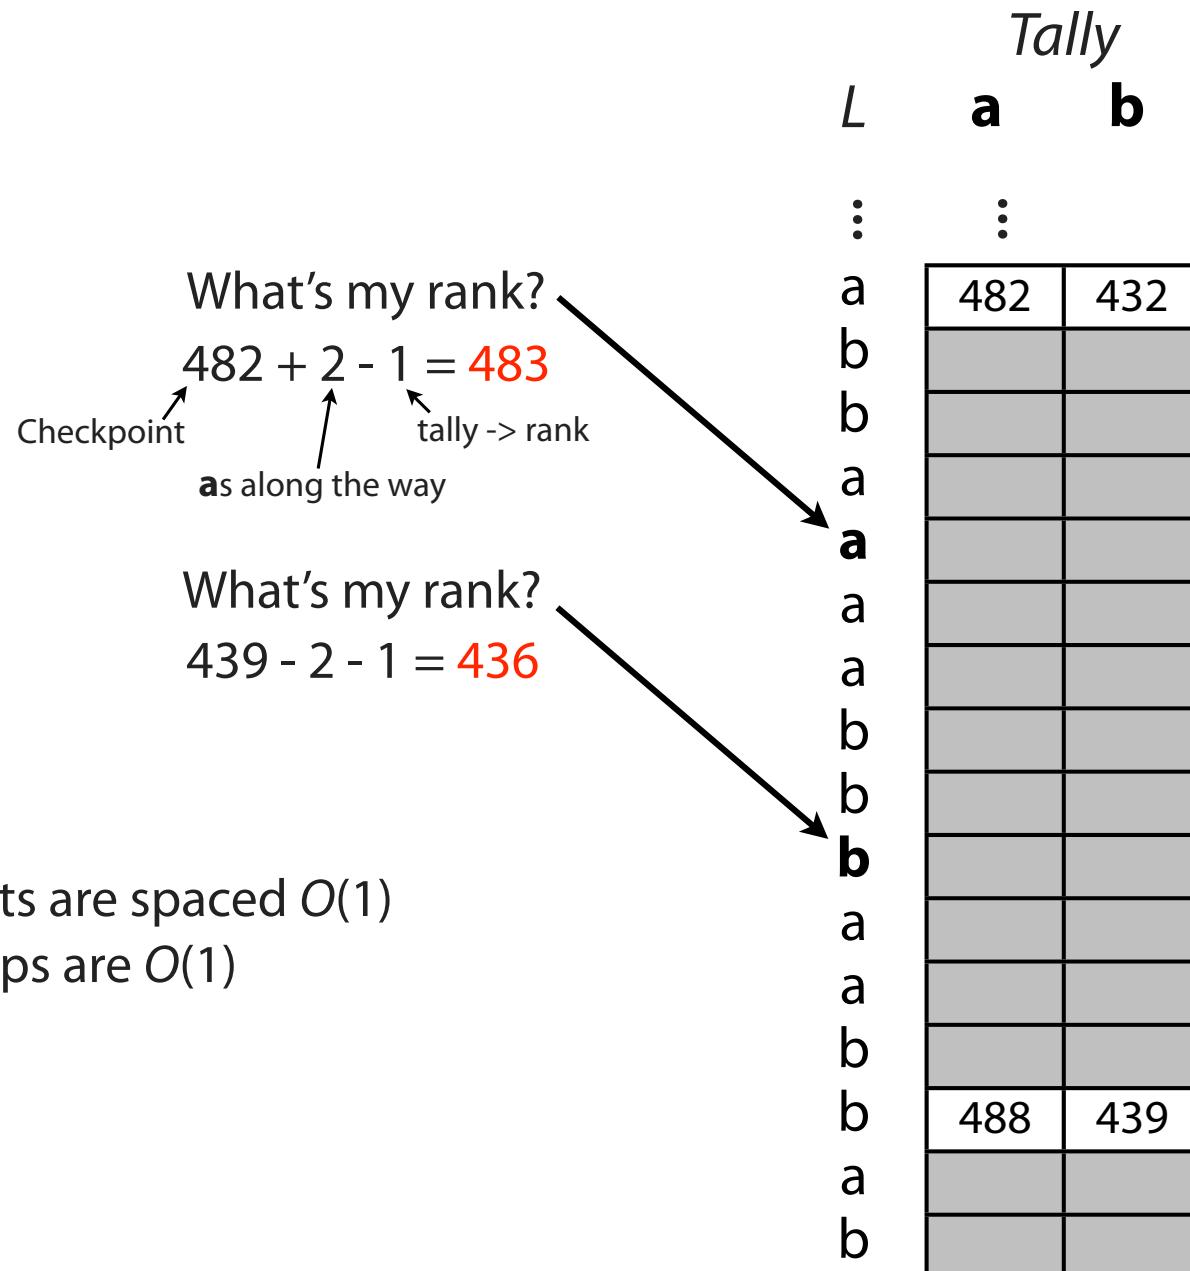 Tally
L a b
⋮ ⋮
What's my rank?
482 + 2 - 1 = 483
Checkpoint
tally -> rank
as along the way
What's my rank?
439 - 2 - 1 = 436
ts are spaced O(1)
ps are O(1)
a 482 432
b
b
a
a
a
a
b
b
b
a
a
b
b 488 439
a
b